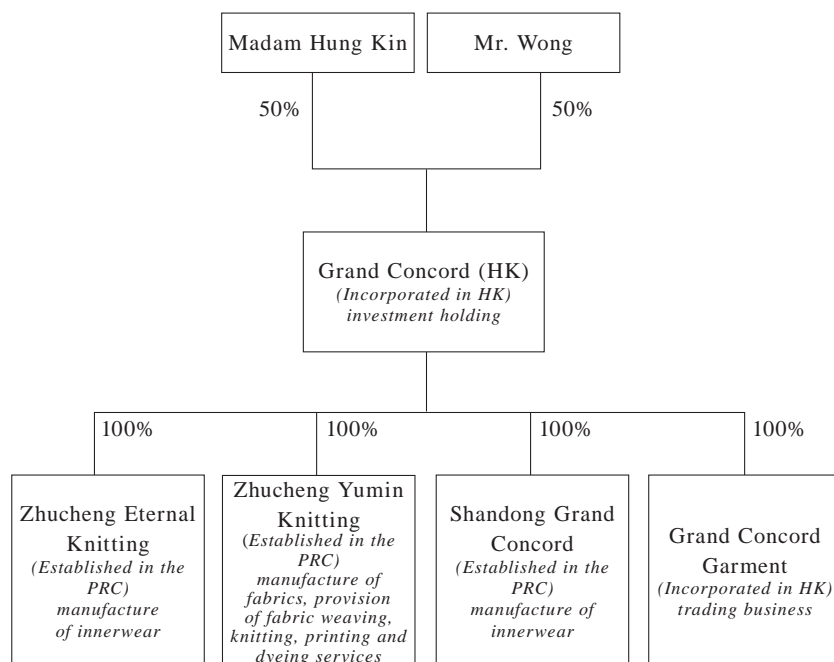 Madam Hung Kin
Mr. Wong
50%
50%
Grand Concord (HK)
(Incorporated in HK)
investment holding
100%
100%
100%
100%
Zhucheng Eternal
Knitting
(Established in the
PRC)
manufacture
of innerwear
Zhucheng Yumin
Knitting
(Established in the
PRC)
manufacture of
fabrics, provision
of fabric weaving,
knitting, printing and
dyeing services
Shandong Grand
Concord
(Established in the
PRC)
manufacture of
innerwear
Grand Concord
Garment
(Incorporated in HK)
trading business